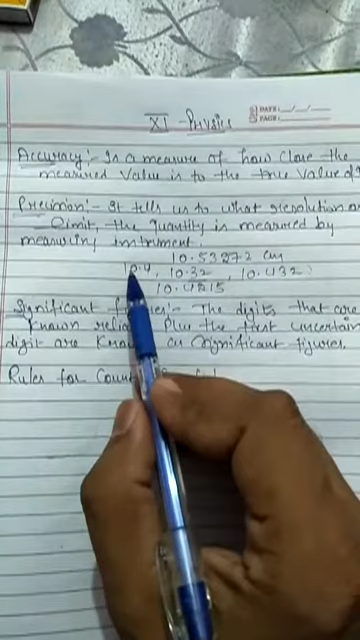 XI - Physics
DATE: __/__/__
PAGE:
Accuracy :- Is a measure of how close the
measured value is to the true value of
Precision :- It tells us to what resolution or
limit, the quantity is measured by
measuring instrument.
10.53272 cm
10.4, 10.32, 10.432
10.4215
Significant :- The digits that are
known reliably Plus the first uncertain
digit are known as significant figures.
Rules for